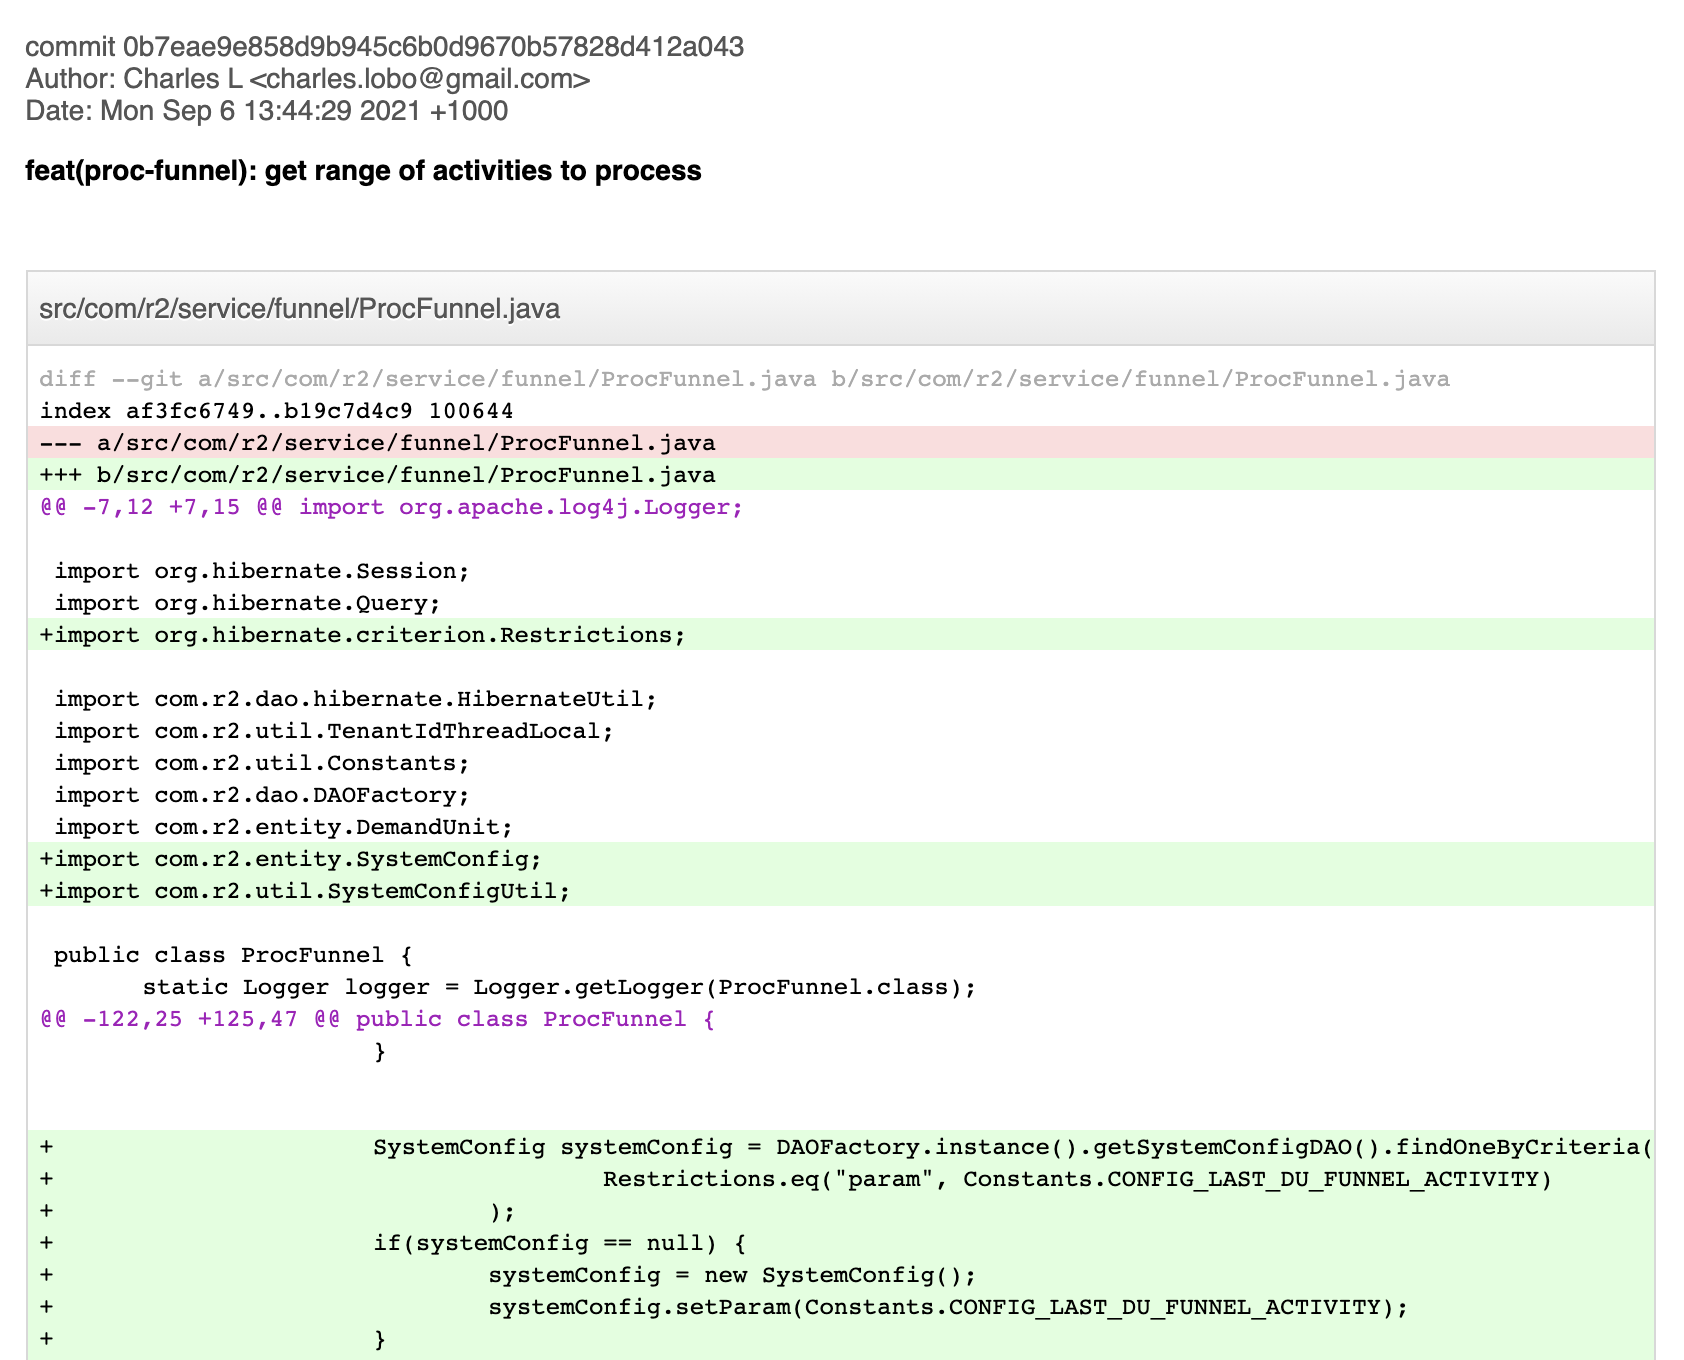 commit 0b7eae9e858d9b945c6b0d9670b57828d412a043
Author: Charles L <charles.lobo@gmail.com>
Date: Mon Sep 6 13:44:29 2021 +1000
feat(proc-funnel): get range of activities to process
src/com/r2/service/funnel/ProcFunnel.java
diff --git a/src/com/r2/service/funnel/ProcFunnel.java b/src/com/r2/service/funnel/ProcFunnel.java
index af3fc6749..b19c7d4c9 100644
--- a/src/com/r2/service/funnel/ProcFunnel.java
+++ b/src/com/r2/service/funnel/ProcFunnel.java
@@ -7,12 +7,15 @@ import org.apache.log4j.Logger;
 import org.hibernate.Session;
 import org.hibernate.Query;
+import org.hibernate.criterion.Restrictions;
 import com.r2.dao.hibernate.HibernateUtil;
 import com.r2.util.TenantIdThreadLocal;
 import com.r2.util.Constants;
 import com.r2.dao.DAOFactory;
 import com.r2.entity.DemandUnit;
+import com.r2.entity.SystemConfig;
+import com.r2.util.SystemConfigUtil;
 public class ProcFunnel {
 static Logger logger = Logger.getLogger(ProcFunnel.class);
@@ -122,25 +125,47 @@ public class ProcFunnel {
 }
+ SystemConfig systemConfig = DAOFactory.instance().getSystemConfigDAO().findOneByCriteria(
+ Restrictions.eq("param", Constants.CONFIG_LAST_DU_FUNNEL_ACTIVITY)
+ );
+ if(systemConfig == null) {
+ systemConfig = new SystemConfig();
+ systemConfig.setParam(Constants.CONFIG_LAST_DU_FUNNEL_ACTIVITY);
+ }